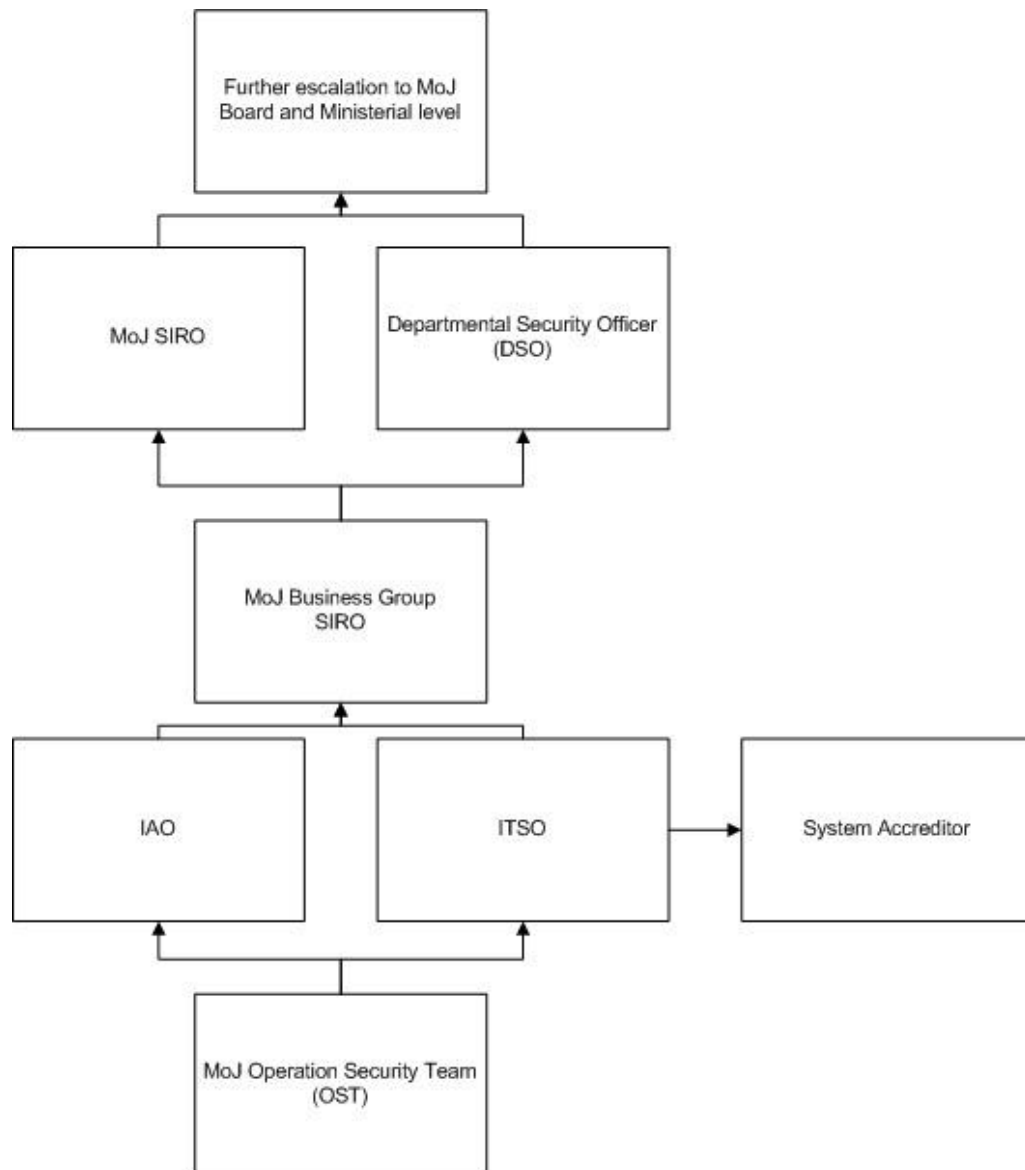 Further escalation to MoJ
Board and Ministerial level
MoJ SIRO
Departmental Security Officer
(DSO)
MoJ Business Group
SIRO
IAO
ITSO
System Accreditor
MoJ Operation Security Team
(OST)